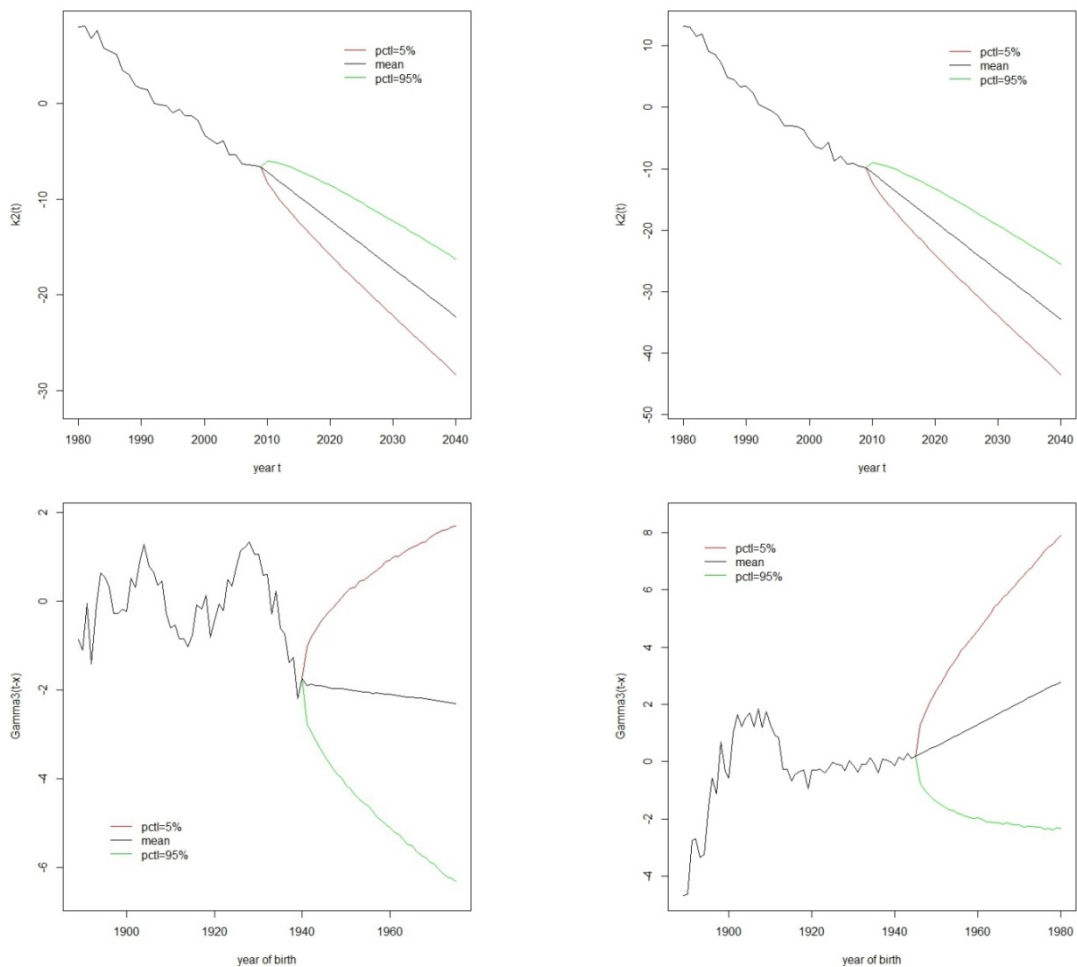 pctl=5%
mean
pctl=95%
k2(t)
0
-10
-20
-30
1980 1990 2000 2010 2020 2030 2040
year t
pctl=5%
mean
pctl=95%
k2(t)
10
0
-10
-20
-30
-40
-50
1980 1990 2000 2010 2020 2030 2040
year t
Gamma3(t-x)
2
0
-2
-4
-6
pctl=5%
mean
pctl=95%
1900 1920 1940 1960
year of birth
pctl=5%
mean
pctl=95%
Gamma3(t-x)
8
6
4
2
0
-2
-4
1900 1920 1940 1960 1980
year of birth